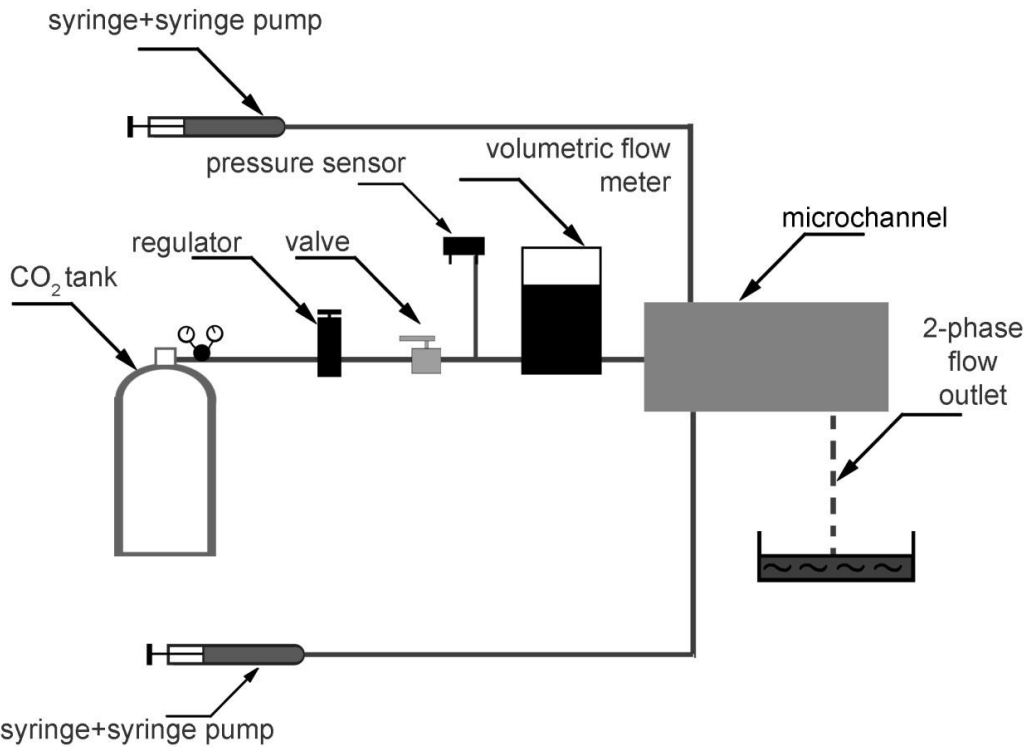 syringe+syringe pump
pressure sensor
volumetric flow
meter
microchannel
regulator
valve
CO2 tank
2-phase
flow
outlet
syringe+syringe pump